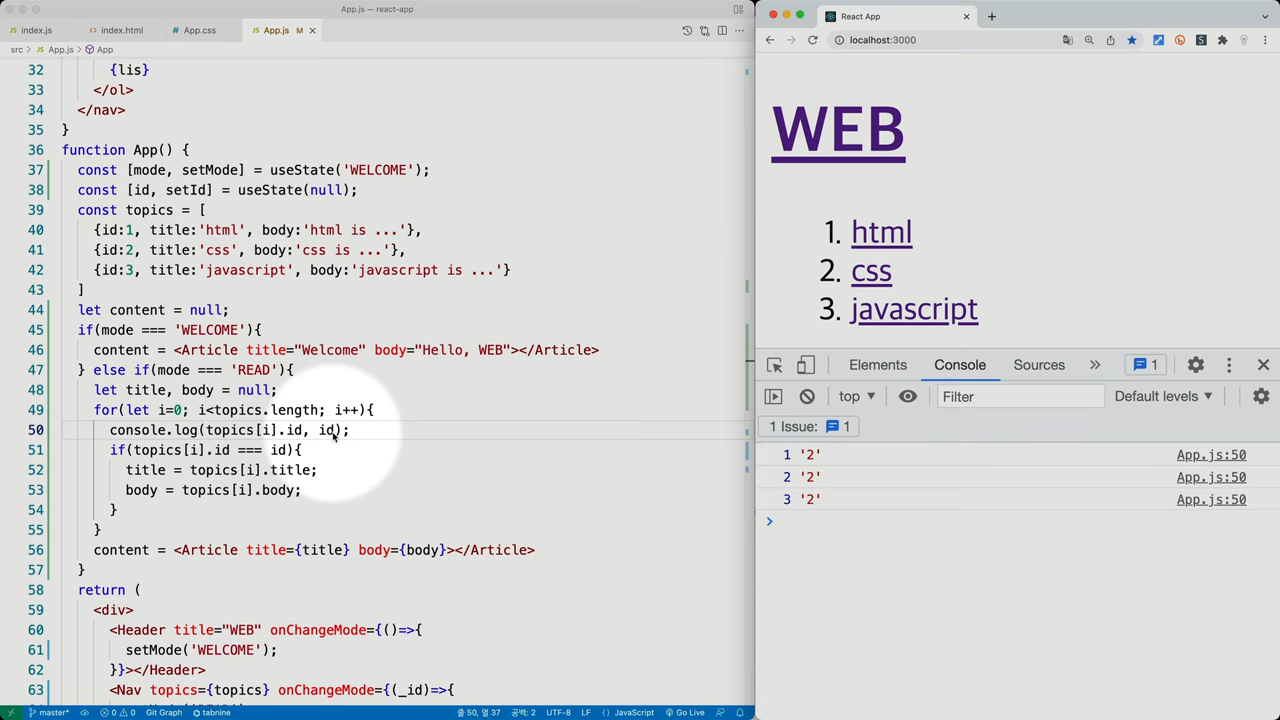 App.js — react-app
index.js
index.html
App.css
App.js M
src > App.js > App
32 {lis}
33 </ol>
34 </nav>
35 }
36 function App() {
37 const [mode, setMode] = useState('WELCOME');
38 const [id, setId] = useState(null);
39 const topics = [
40 {id:1, title:'html', body:'html is ...'},
41 {id:2, title:'css', body:'css is ...'},
42 {id:3, title:'javascript', body:'javascript is ...'}
43 ]
44 let content = null;
45 if(mode === 'WELCOME'){
46 content = <Article title="Welcome" body="Hello, WEB"></Article>
47 } else if(mode === 'READ'){
48 let title, body = null;
49 for(let i=0; i<topics.length; i++){
50 console.log(topics[i].id, id);
51 if(topics[i].id === id){
52 title = topics[i].title;
53 body = topics[i].body;
54 }
55 }
56 content = <Article title={title} body={body}></Article>
57 }
58 return (
59 <div>
60 <Header title="WEB" onChangeMode={()=>{
61 setMode('WELCOME');
62 }}></Header>
63 <Nav topics={topics} onChangeMode={(_id)=>{
master*
0 0
Git Graph
tabnine
줄 50, 열 37
공백: 2
UTF-8
LF
JavaScript
Go Live
React App
localhost:3000
WEB
1. html
2. css
3. javascript
Elements
Console
Sources
1
top
Filter
Default levels
1 Issue: 1
1 '2' App.js:50
2 '2' App.js:50
3 '2' App.js:50